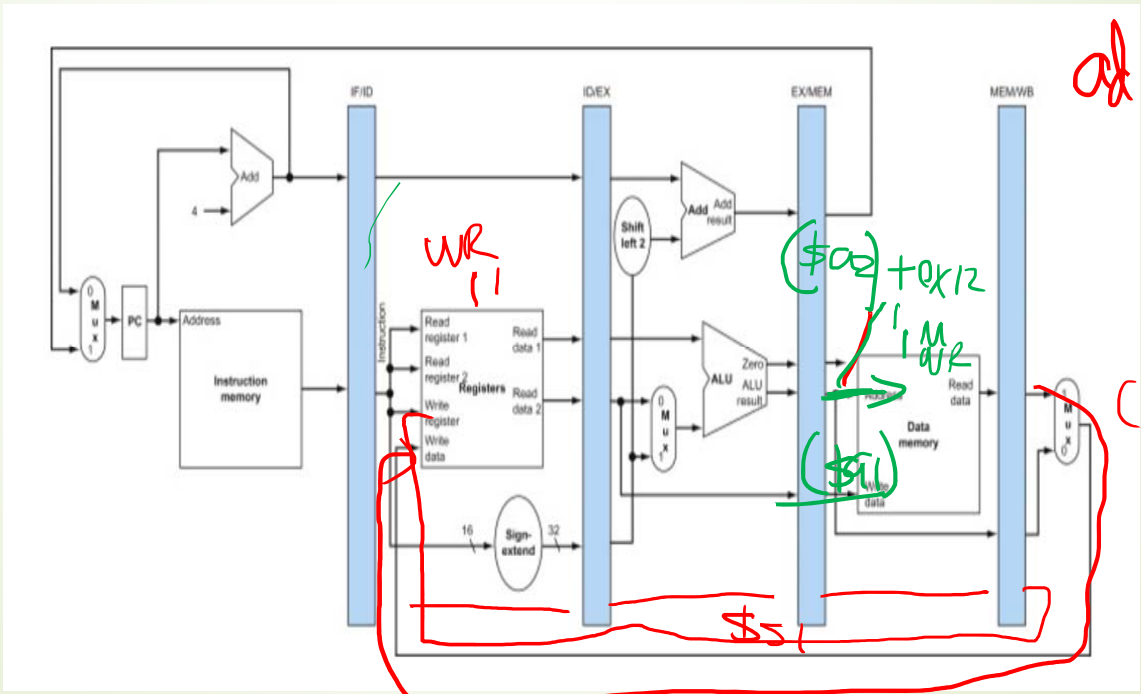 IF/ID
ID/EX
EX/MEM
MEM/WB
Add
4
Add
Add
result
Shift
left 2
0
M
u
x
1
PC
Address
Instruction
memory
Instruction
WR
Read
register 1
Read
register 2
Registers
Write
register
Write
data
Read
data 1
Read
data 2
0
M
u
x
1
Zero
ALU
ALU
result
Address
Read
data
Data
memory
Write
data
1
M
u
x
0
16
Sign-
extend
32
$s1